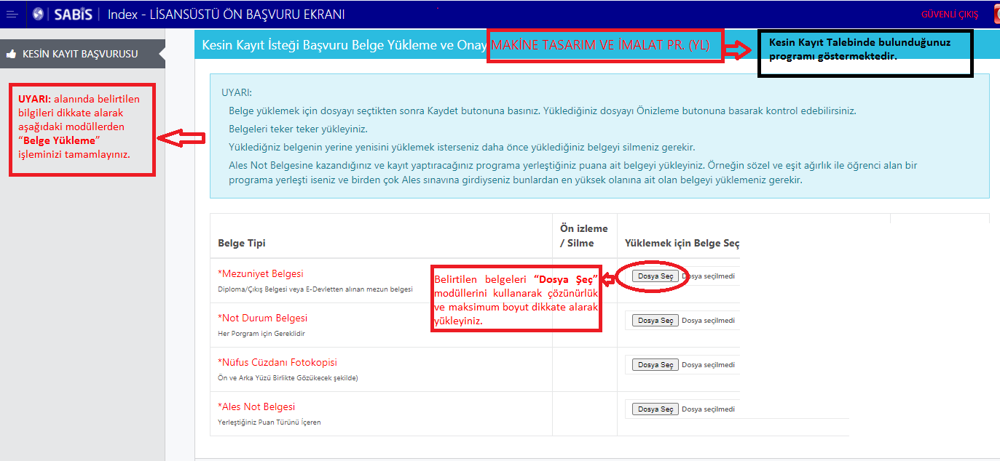 SABİS
Index - LİSANSÜSTÜ ÖN BAŞVURU EKRANI
GÜVENLİ ÇIKIŞ
KESİN KAYIT BAŞVURUSU
Kesin Kayıt İsteği Başvuru Belge Yükleme ve Onay
MAKİNE TASARIM VE İMALAT PR. (YL)
Kesin Kayıt Talebinde bulunduğunuz
programı göstermektedir.
UYARI: alanında belirtilen
bilgileri dikkate alarak
aşağıdaki modüllerden
“Belge Yükleme”
işleminizi tamamlayınız.
UYARI:
Belge yüklemek için dosyayı seçtikten sonra Kaydet butonuna basınız. Yüklediğiniz dosyayı Önizleme butonuna basarak kontrol edebilirsiniz.
Belgeleri teker teker yükleyiniz.
Yüklediğniz belgenin yerine yenisini yüklemek isterseniz daha önce yüklediğiniz belgeyi silmeniz gerekir.
Ales Not Belgesine kazandığınız ve kayıt yaptıracağınız programa yerleştiğiniz puana ait belgeyi yükleyiniz. Örneğin sözel ve eşit ağırlık ile öğrenci alan bir
programa yerleşti iseniz ve birden çok Ales sınavına girdiyseniz bunlardan en yüksek olanına ait olan belgeyi yüklemeniz gerekir.
Belge Tipi
Ön izleme
/ Silme
Yüklemek için Belge Seç
*Mezuniyet Belgesi
Diploma/Çıkış Belgesi veya E-Devletten alınan mezun belgesi
Belirtilen belgeleri “Dosya Şeç”
modüllerini kullanarak çözünürlük
ve maksimum boyut dikkate alarak
yükleyiniz.
Dosya Seç Dosya seçilmedi
*Not Durum Belgesi
Her Porgram için Gereklidir
Dosya Seç Dosya seçilmedi
*Nüfus Cüzdanı Fotokopisi
Ön ve Arka Yüzü Birlikte Gözükecek şekilde)
Dosya Seç Dosya seçilmedi
*Ales Not Belgesi
Yerleştiğiniz Puan Türünü İçeren
Dosya Seç Dosya seçilmedi